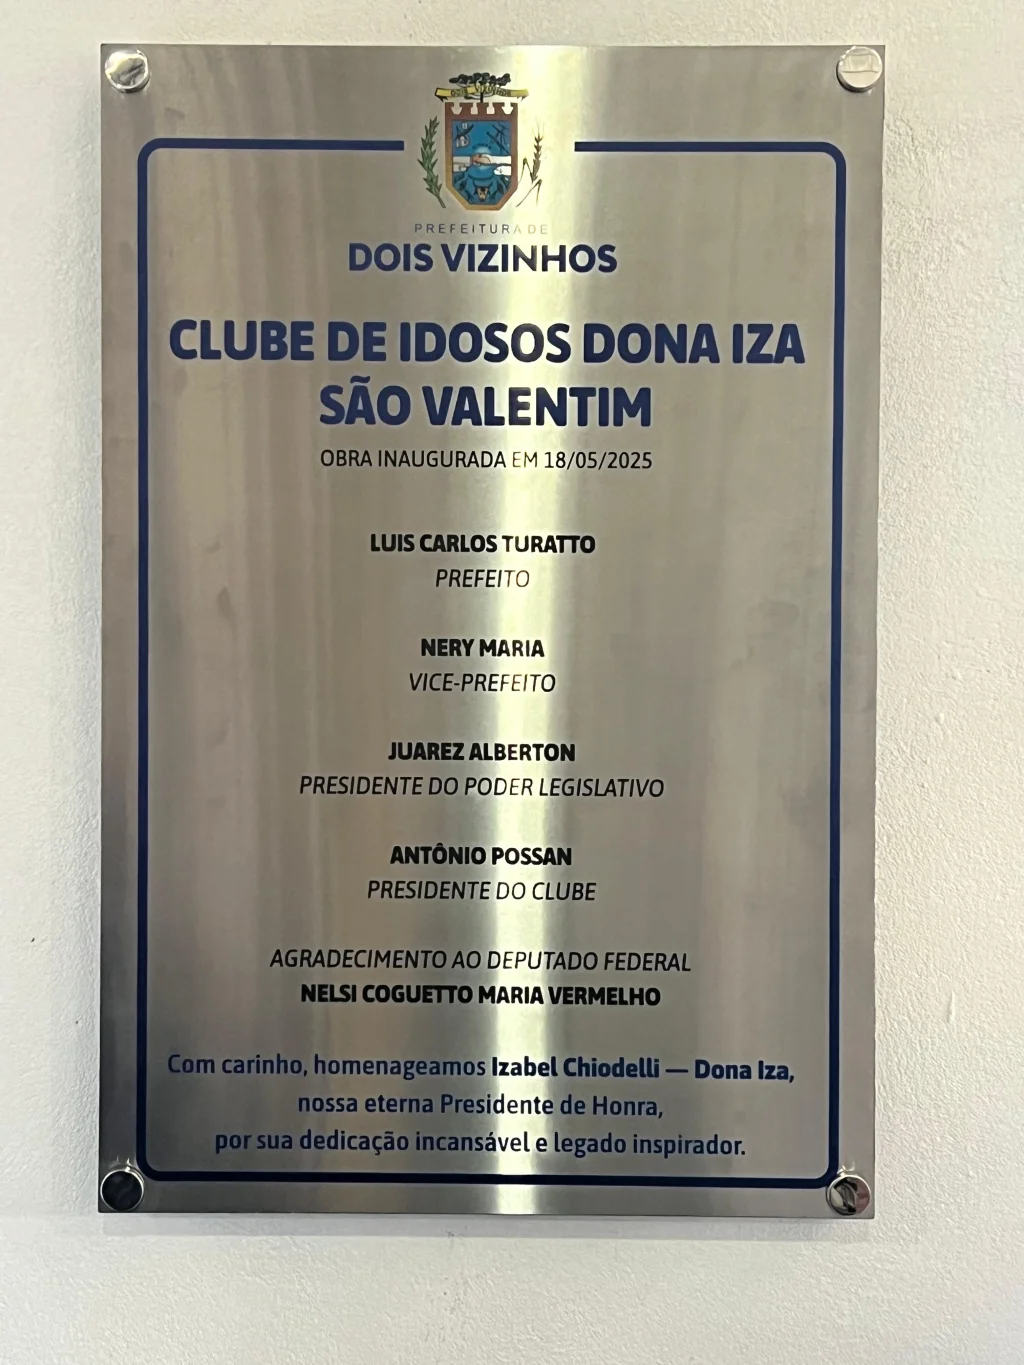 DOIS VIZINHOS
PREFEITURA DE
DOIS VIZINHOS
CLUBE DE IDOSOS DONA IZA
SÃO VALENTIM
OBRA INAUGURADA EM 18/05/2025
LUIS CARLOS TURATTO
PREFEITO
NERY MARIA
VICE-PREFEITO
JUAREZ ALBERTON
PRESIDENTE DO PODER LEGISLATIVO
ANTÔNIO POSSAN
PRESIDENTE DO CLUBE
AGRADECIMENTO AO DEPUTADO FEDERAL
NELSI COGUETTO MARIA VERMELHO
Com carinho, homenageamos Izabel Chiodelli — Dona Iza,
nossa eterna Presidente de Honra,
por sua dedicação incansável e legado inspirador.